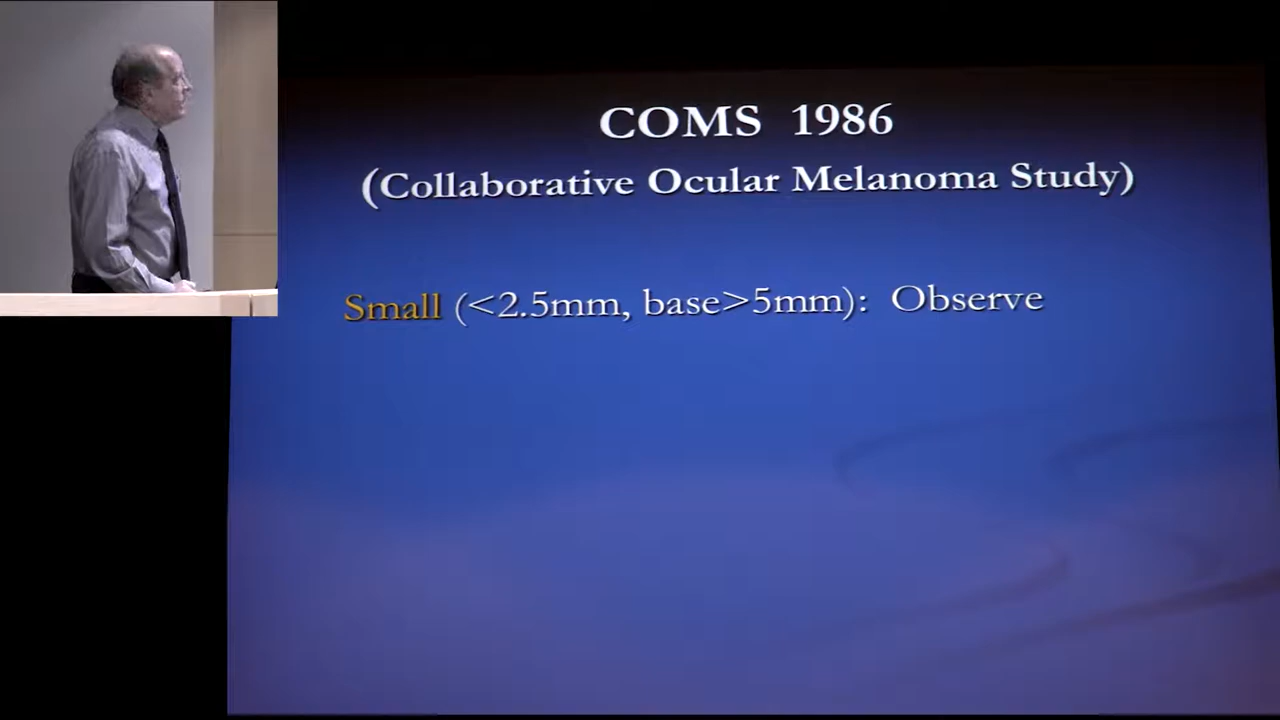 COMS 1986
(Collaborative Ocular Melanoma Study)
Small (<2.5mm, base>5mm): Observe